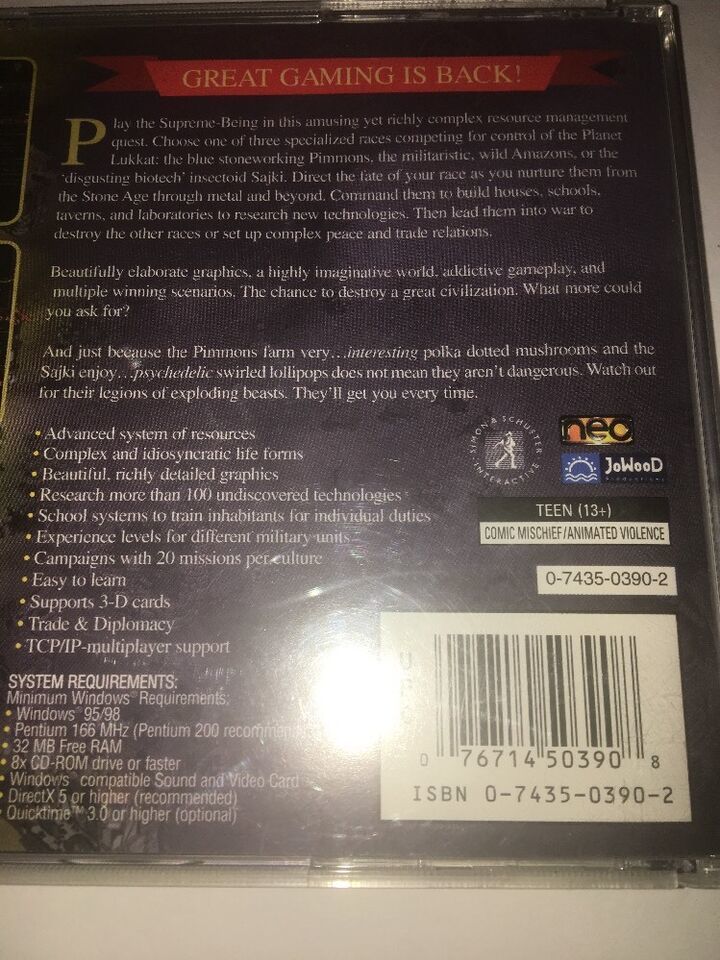 GREAT GAMING IS BACK!
Play the Supreme-Being in this amusing yet richly complex resource management
quest. Choose one of three specialized races competing for control of the Planet
Lukkat: the blue stoneworking Pimmons, the militaristic, wild Amazons, or the
'disgusting biotech' insectoid Sajki. Direct the fate of your race as you nurture them from
the Stone Age through metal and beyond. Command them to build houses, schools,
taverns, and laboratories to research new technologies. Then lead them into war to
destroy the other races or set up complex peace and trade relations.
Beautifully elaborate graphics, a highly imaginative world, addictive gameplay, and
multiple winning scenarios. The chance to destroy a great civilization. What more could
you ask for?
And just because the Pimmons farm very...interesting polka dotted mushrooms and the
Sajki enjoy...psychedelic swirled lollipops does not mean they aren't dangerous. Watch out
for their legions of exploding beasts. They'll get you every time.
• Advanced system of resources
• Complex and idiosyncratic life forms
• Beautiful, richly detailed graphics
• Research more than 100 undiscovered technologies
• School systems to train inhabitants for individual duties
• Experience levels for different military units
• Campaigns with 20 missions per culture
• Easy to learn
• Supports 3-D cards
• Trade & Diplomacy
• TCP/IP-multiplayer support
SIMON & SCHUSTER
INTERACTIVE
neo
JoWooD
Productions
TEEN (13+)
COMIC MISCHIEF/ANIMATED VIOLENCE
0-7435-0390-2
SYSTEM REQUIREMENTS:
Minimum Windows Requirements:
• Windows 95/98
• Pentium 166 MHz (Pentium 200
• 32 MB Free RAM
• 8x CD-ROM drive or faster
• Windows compatible Sound and Video Card
• DirectX 5 or higher (recommended)
• Quicktime™ 3.0 or higher (optional)
0 76714 50390 8
ISBN 0-7435-0390-2